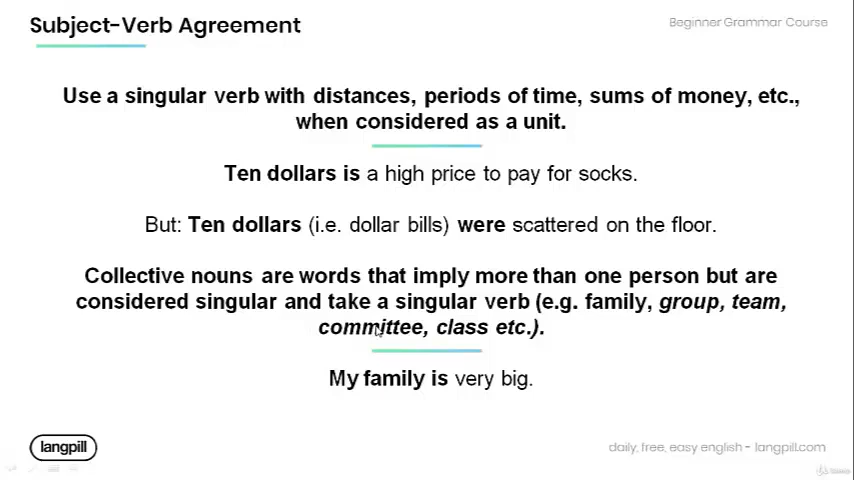 Subject-Verb Agreement
Beginner Grammar Course
Use a singular verb with distances, periods of time, sums of money, etc.,
when considered as a unit.
Ten dollars is a high price to pay for socks.
But: Ten dollars (i.e. dollar bills) were scattered on the floor.
Collective nouns are words that imply more than one person but are
considered singular and take a singular verb (e.g. family, group, team,
committee, class etc.).
My family is very big.
langpill
daily, free, easy english - langpill.com
Udemy